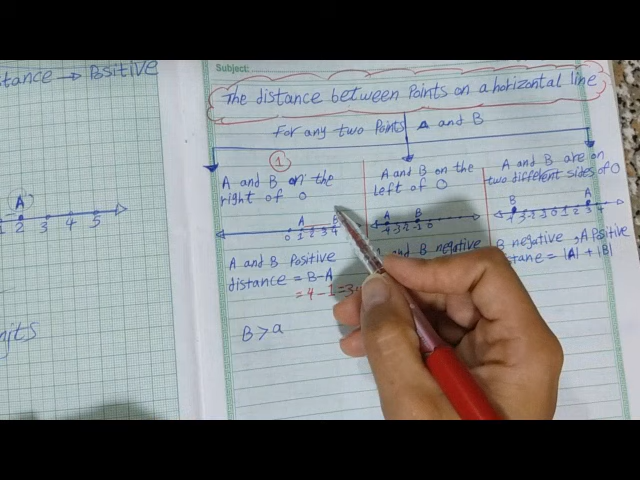 stance → Positive
A
2 3 4 5
Subject:
The distance between Points on a horizontal line
For any two Points A and B
1
A and B on the
right of 0
A B
0 1 2 3 4
A and B Positive
distance = B-A
= 4-1=3
B > a
A and B on the
left of 0
A B
-4 -3 -2 -1 0
A and B negative
A and B are on
two different sides of 0
B A
-4 -3 -2 -1 0 1 2 3 4
B negative , A Positive
distane = |A| + |B|